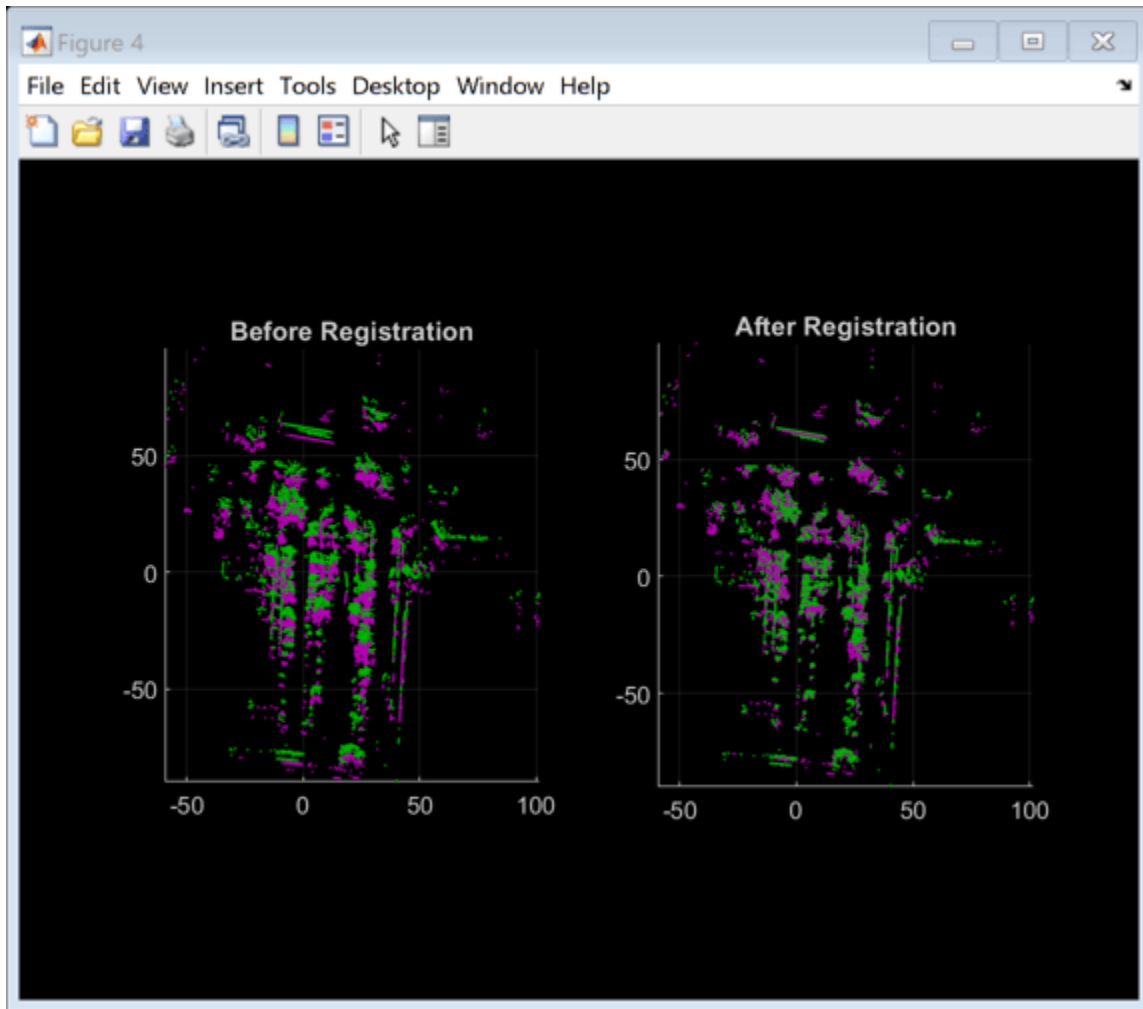 Figure 4
File Edit View Insert Tools Desktop Window Help
Before Registration
50
0
-50
-50 0 50 100
After Registration
50
0
-50
-50 0 50 100